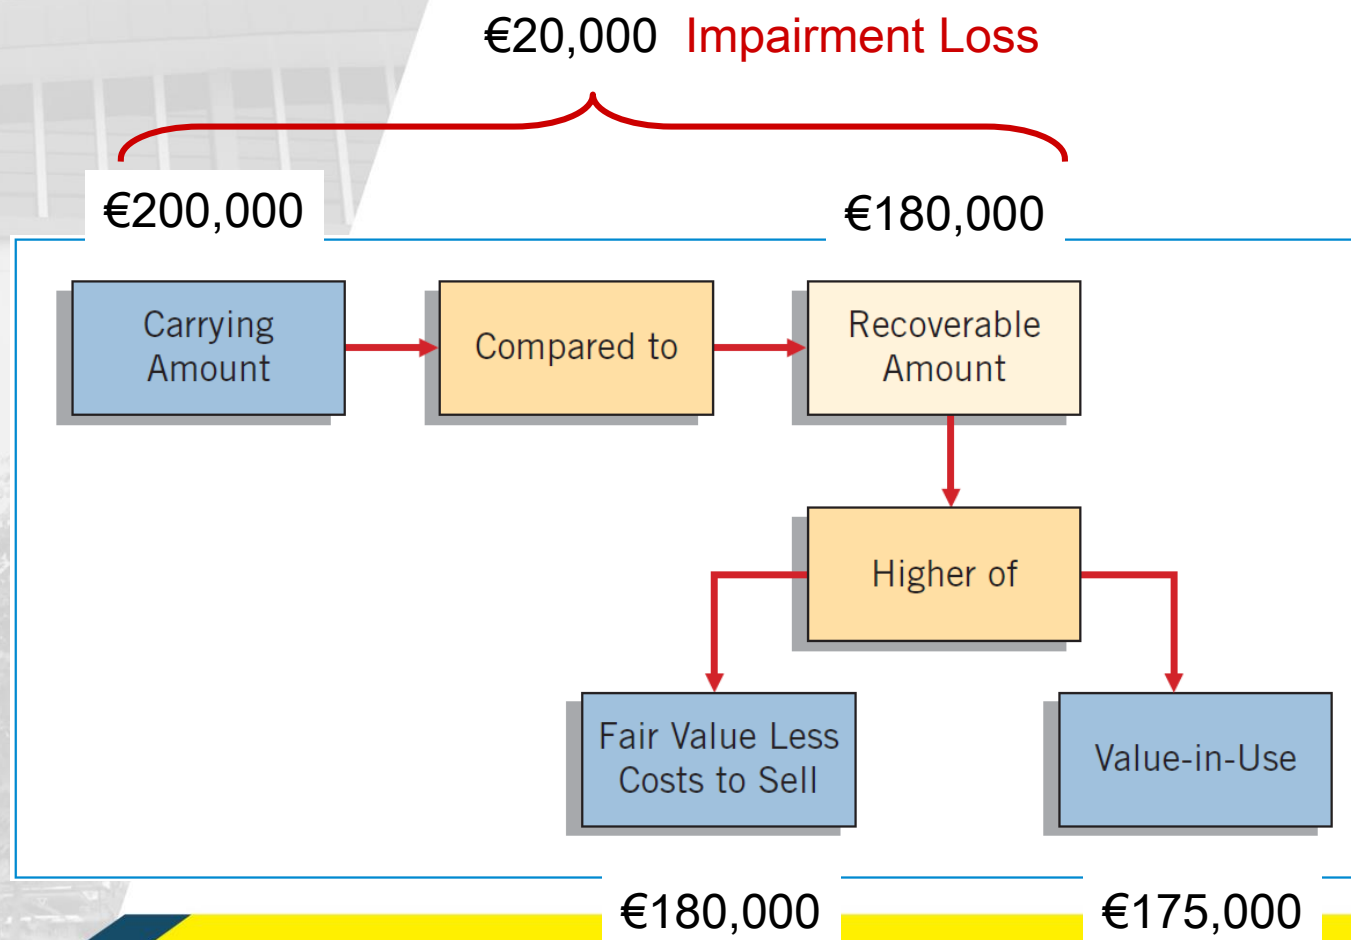 €20,000 Impairment Loss
€200,000
€180,000
Carrying
Amount
Compared to
Recoverable
Amount
Higher of
Fair Value Less
Costs to Sell
Value-in-Use
€180,000
€175,000